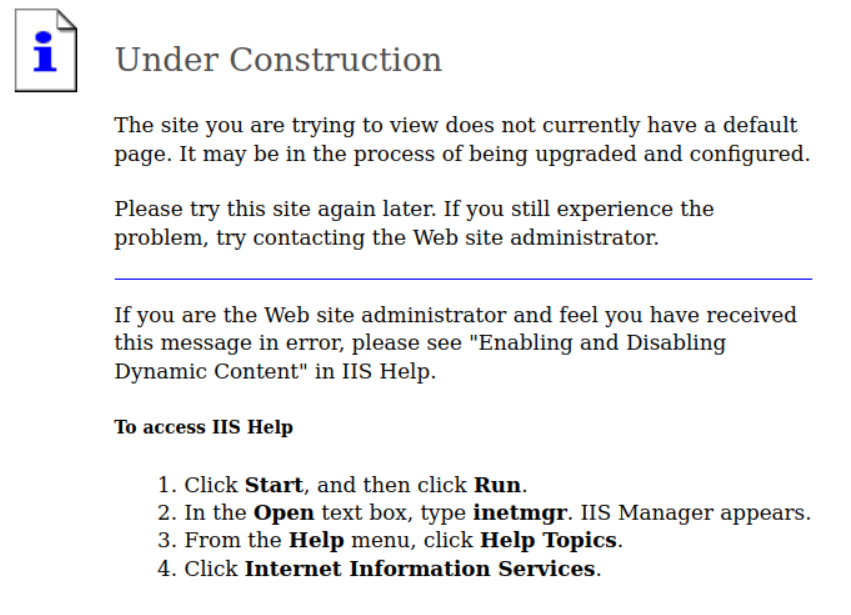 Under Construction
The site you are trying to view does not currently have a default
page. It may be in the process of being upgraded and configured.
Please try this site again later. If you still experience the
problem, try contacting the Web site administrator.
If you are the Web site administrator and feel you have received
this message in error, please see "Enabling and Disabling
Dynamic Content" in IIS Help.
To access IIS Help
1. Click Start, and then click Run.
2. In the Open text box, type inetmgr. IIS Manager appears.
3. From the Help menu, click Help Topics.
4. Click Internet Information Services.